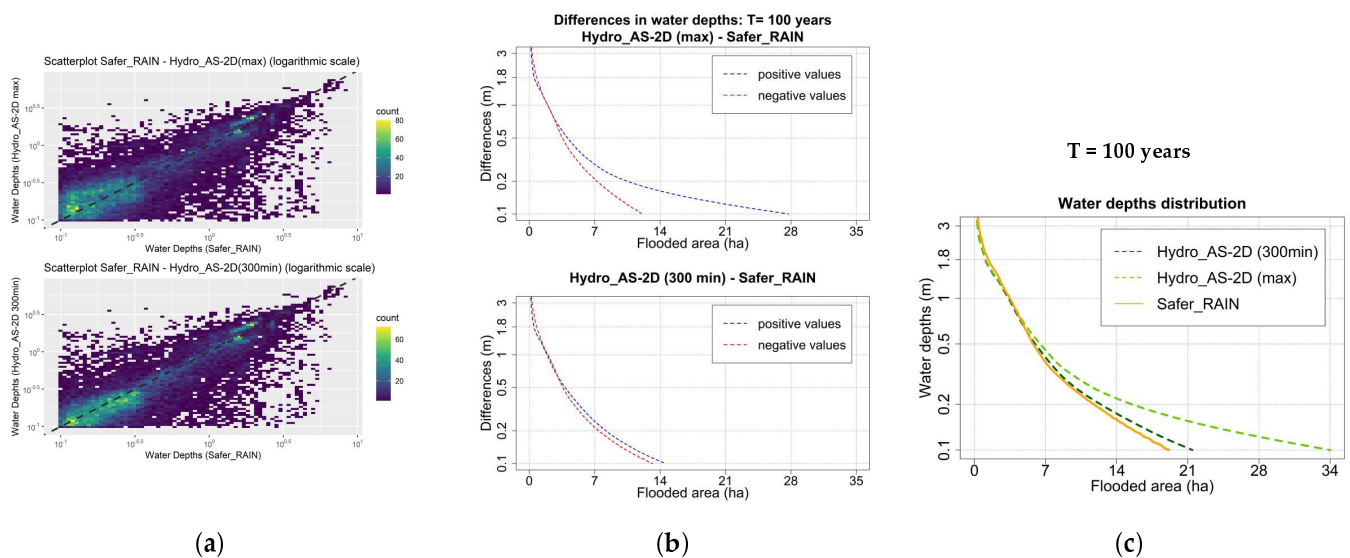 Scatterplot Safer_RAIN - Hydro_AS-2D(max) (logarithmic scale)
Water Dephts (Hydro_AS-2D max)
10^0.5
10^0
10^-0.5
10^-1
10^-1 10^-0.5 10^0 10^0.5 10^1
Water Depths (Safer_RAIN)
count
80
60
40
20
Scatterplot Safer_RAIN - Hydro_AS-2D(300min) (logarithmic scale)
Water Dephts (Hydro_AS-2D 300min)
10^0.5
10^0
10^-0.5
10^-1
10^-1 10^-0.5 10^0 10^0.5 10^1
Water Depths (Safer_RAIN)
count
60
40
20
(a)
Differences in water depths: T= 100 years
Hydro_AS-2D (max) - Safer_RAIN
Differences (m)
3
1.8
1
0.5
0.2
0.1
positive values
negative values
0 7 14 21 28 35
Flooded area (ha)
Hydro_AS-2D (300 min) - Safer_RAIN
Differences (m)
3
1.8
1
0.5
0.2
0.1
positive values
negative values
0 7 14 21 28 35
Flooded area (ha)
(b)
T = 100 years
Water depths distribution
Water depths (m)
3
1.8
1
0.5
0.2
0.1
Hydro_AS-2D (300min)
Hydro_AS-2D (max)
Safer_RAIN
0 7 14 21 28 34
Flooded area (ha)
(c)